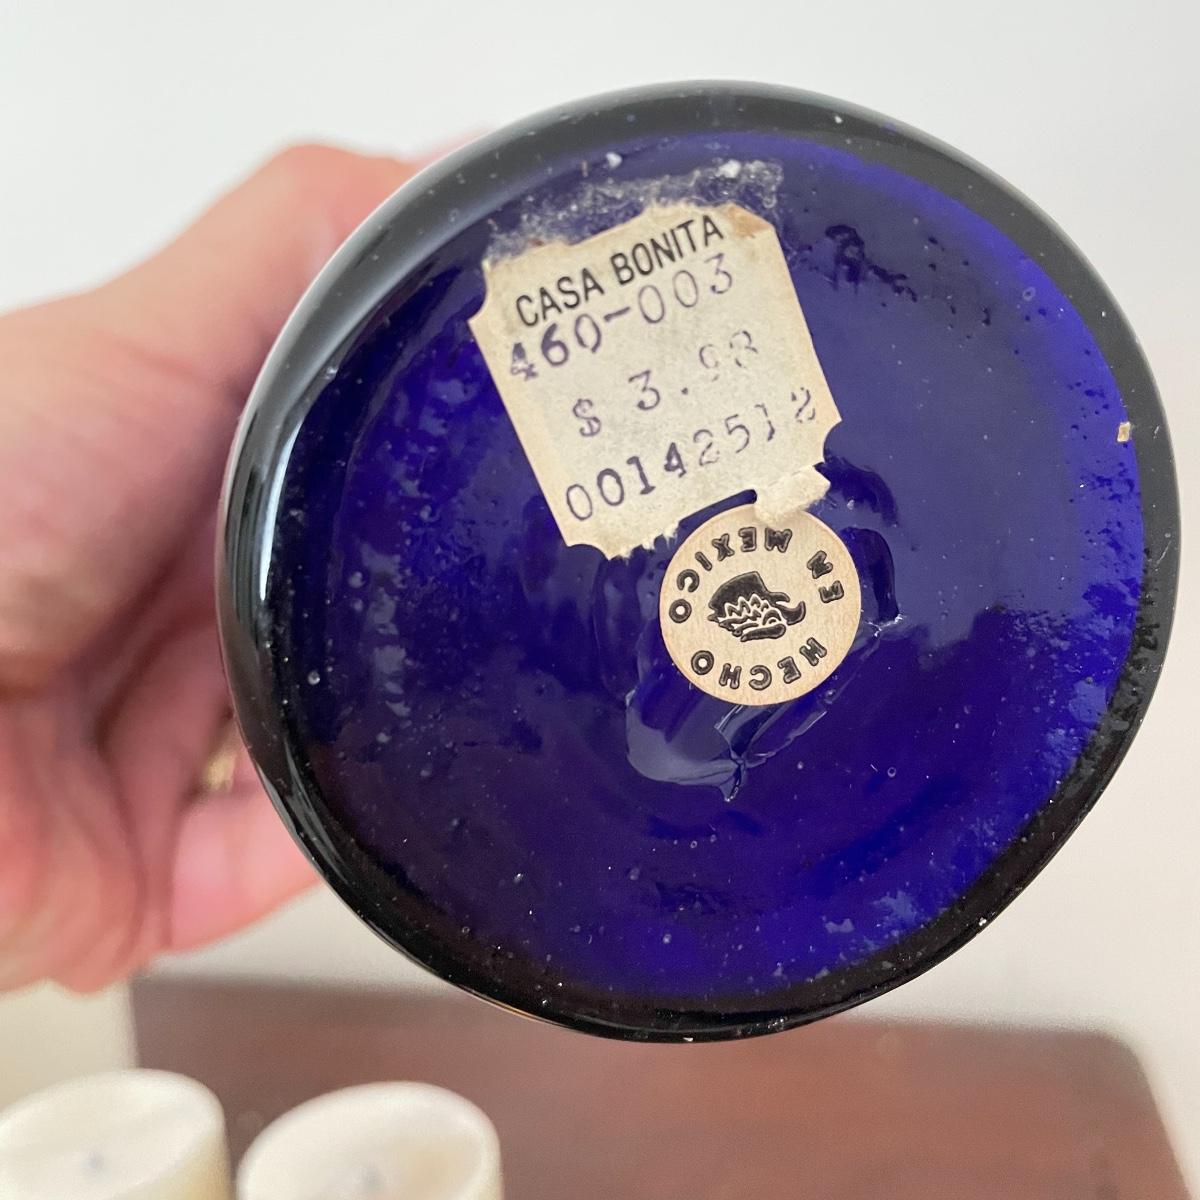 CASA BONITA
460-003
$ 3.98
00142512
HECHO EN MEXICO